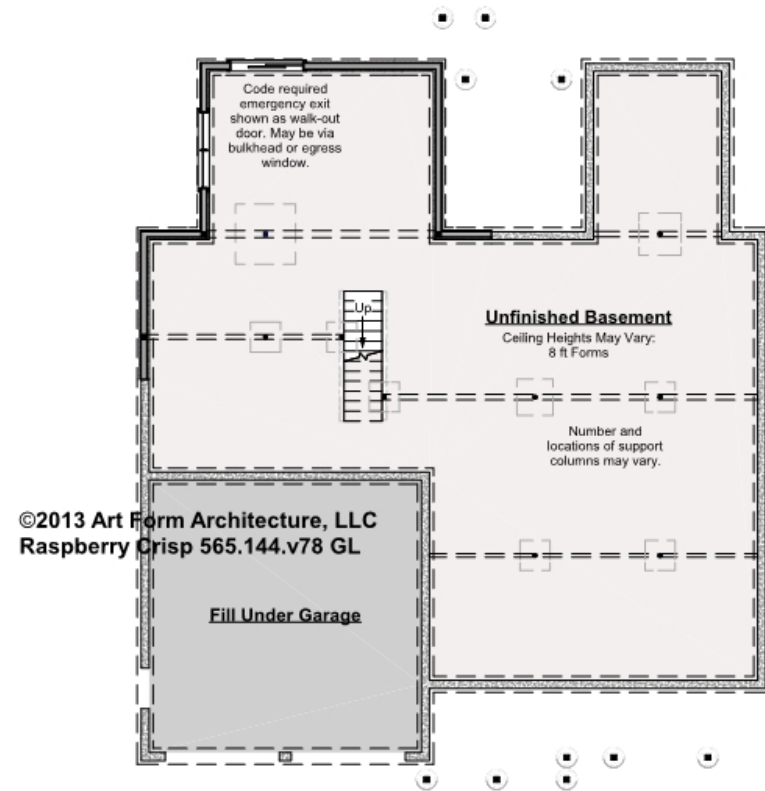 Code required
emergency exit
shown as walk-out
door. May be via
bulkhead or egress
window.
Up
Unfinished Basement
Ceiling Heights May Vary:
8 ft Forms
Number and
locations of support
columns may vary.
©2013 Art Form Architecture, LLC
Raspberry Crisp 565.144.v78 GL
Fill Under Garage